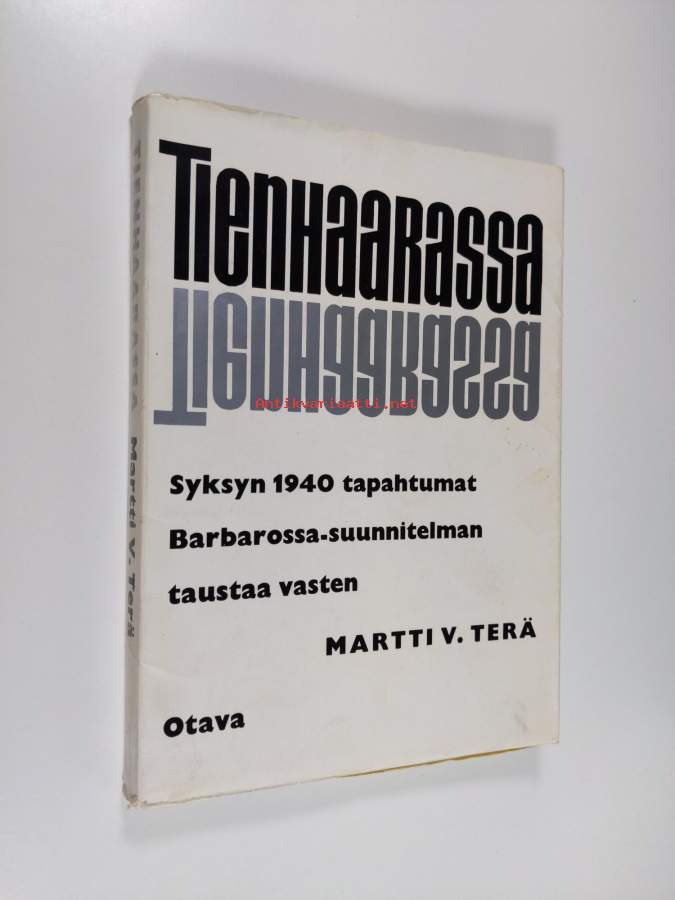 Tienhaarassa
Tienhaarassa
Antikvariaatti.net
Syksyn 1940 tapahtumat
Barbarossa-suunnitelman
taustaa vasten
MARTTI V. TERÄ
Otava
TIENHAARASSA Martti V. Terä